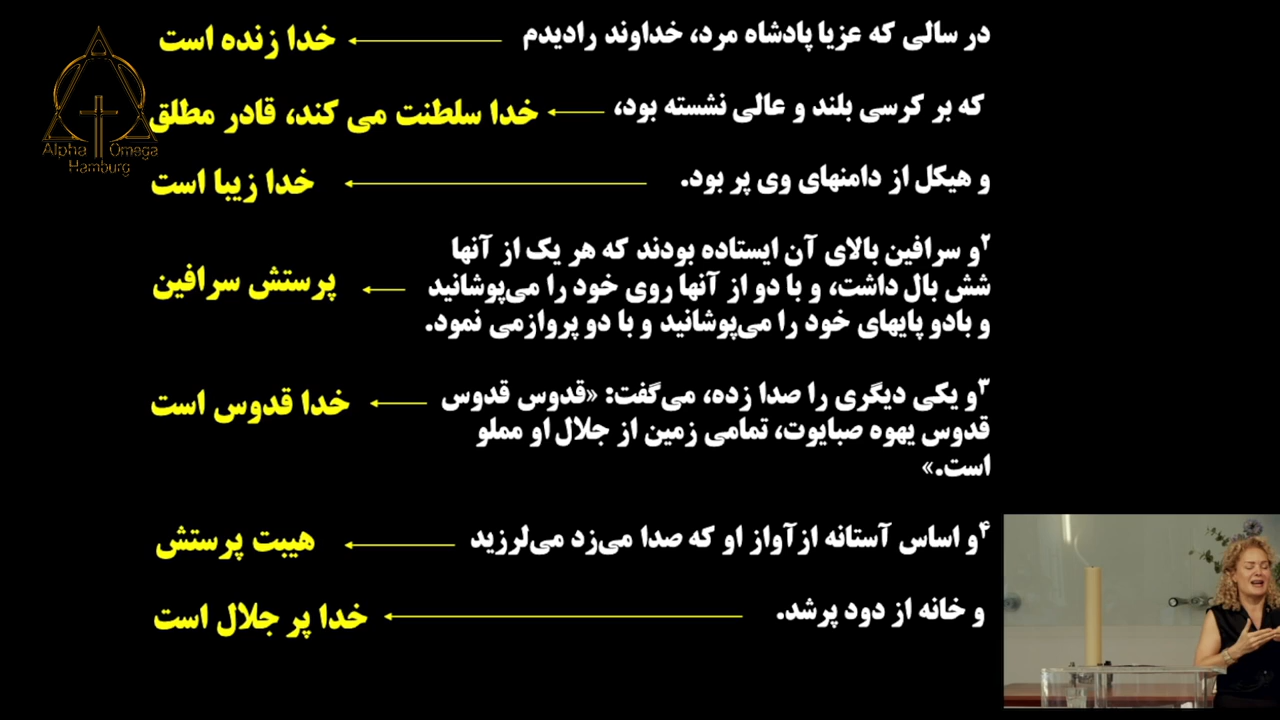 در سالی که عزیا پادشاه مرد، خداوند رادیدم
خدا زنده است
که بر کرسی بلند و عالی نشسته بود،
خدا سلطنت می کند، قادر مطلق
و هیکل از دامنهای وی پر بود.
خدا زیبا است
۲و سرافین بالای آن ایستاده بودند که هر یک از آنها
شش بال داشت، و با دو از آنها روی خود را می‌پوشانید
و بادو پایهای خود را می‌پوشانید و با دو پروازمی نمود.
پرستش سرافین
۳و یکی دیگری را صدا زده، می‌گفت: «قدوس قدوس
قدوس یهوه صبایوت، تمامی زمین از جلال او مملو
است.»
خدا قدوس است
۴و اساس آستانه ازآواز او که صدا می‌زد می‌لرزید
هیبت پرستش
و خانه از دود پرشد.
خدا پر جلال است
Alpha Omega
Hamburg